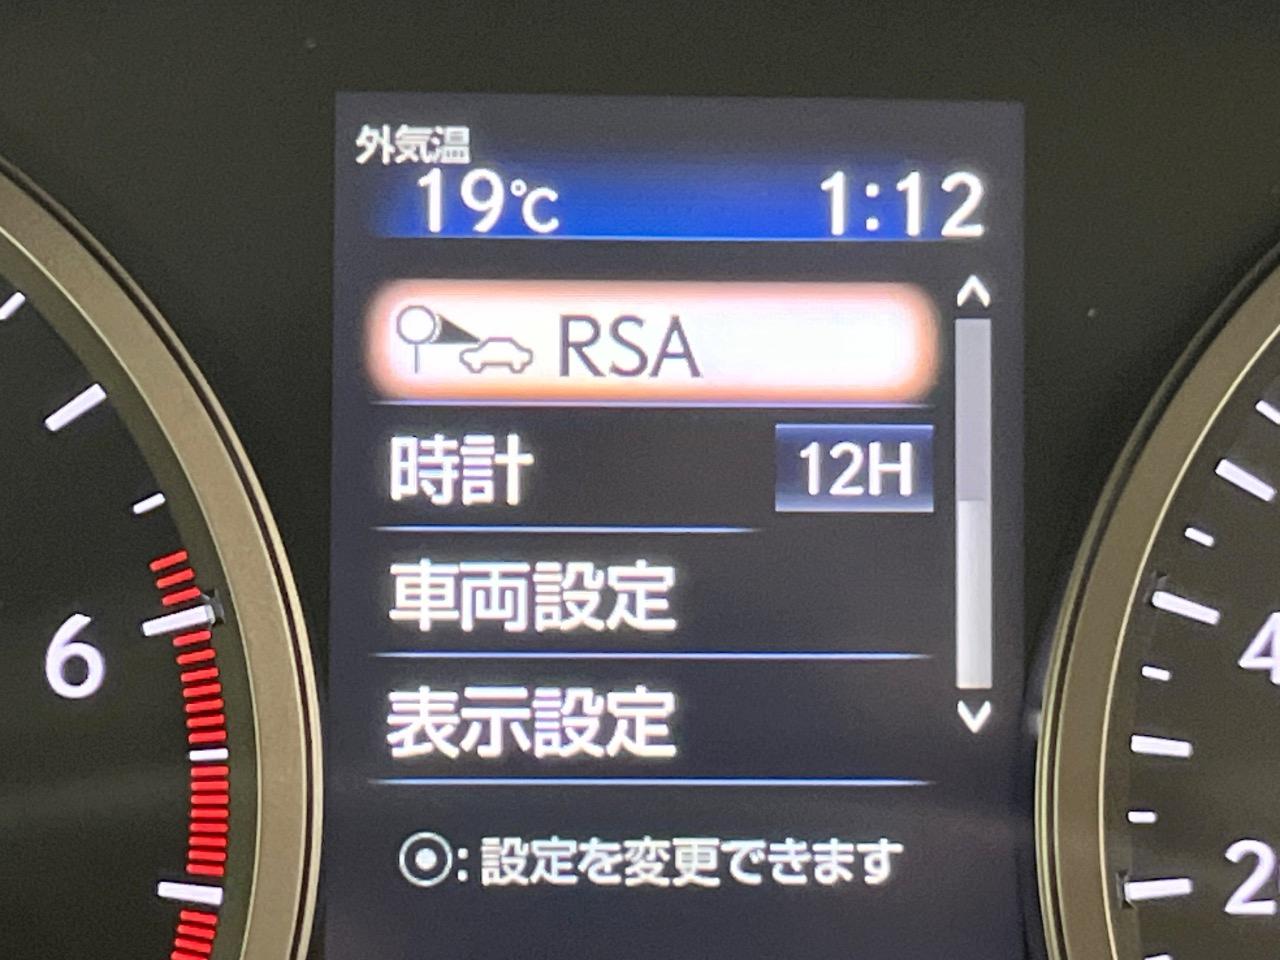 外気温
19℃ 1:12
RSA
時計 12H
車両設定
表示設定
⦿: 設定を変更できます
6
4
2